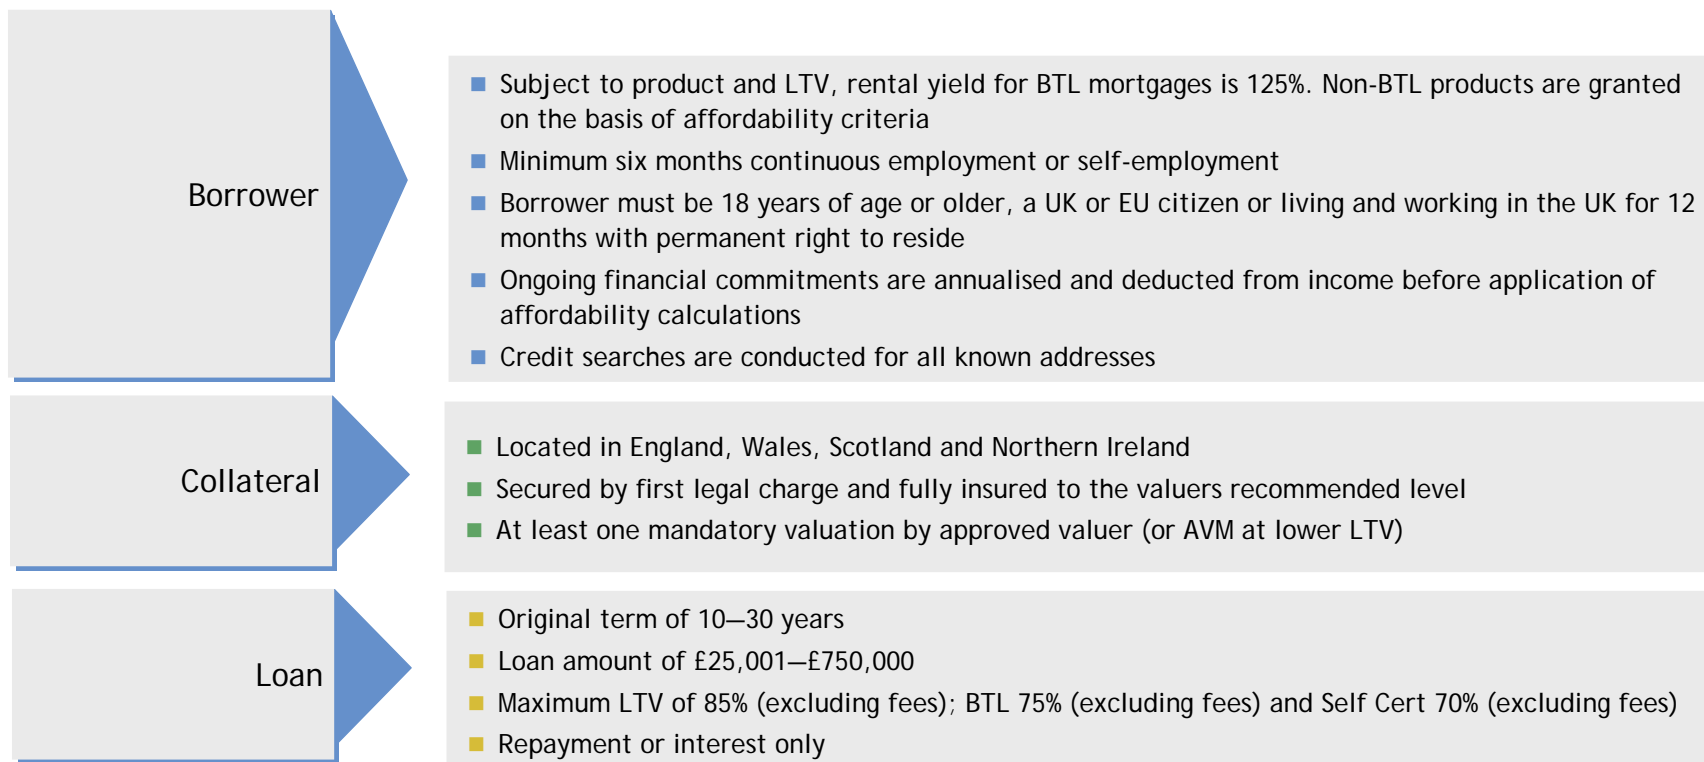 Borrower
Subject to product and LTV, rental yield for BTL mortgages is 125%. Non-BTL products are granted
on the basis of affordability criteria
Minimum six months continuous employment or self-employment
Borrower must be 18 years of age or older, a UK or EU citizen or living and working in the UK for 12
months with permanent right to reside
Ongoing financial commitments are annualised and deducted from income before application of
affordability calculations
Credit searches are conducted for all known addresses
Collateral
Located in England, Wales, Scotland and Northern Ireland
Secured by first legal charge and fully insured to the valuers recommended level
At least one mandatory valuation by approved valuer (or AVM at lower LTV)
Loan
Original term of 10—30 years
Loan amount of £25,001—£750,000
Maximum LTV of 85% (excluding fees); BTL 75% (excluding fees) and Self Cert 70% (excluding fees)
Repayment or interest only